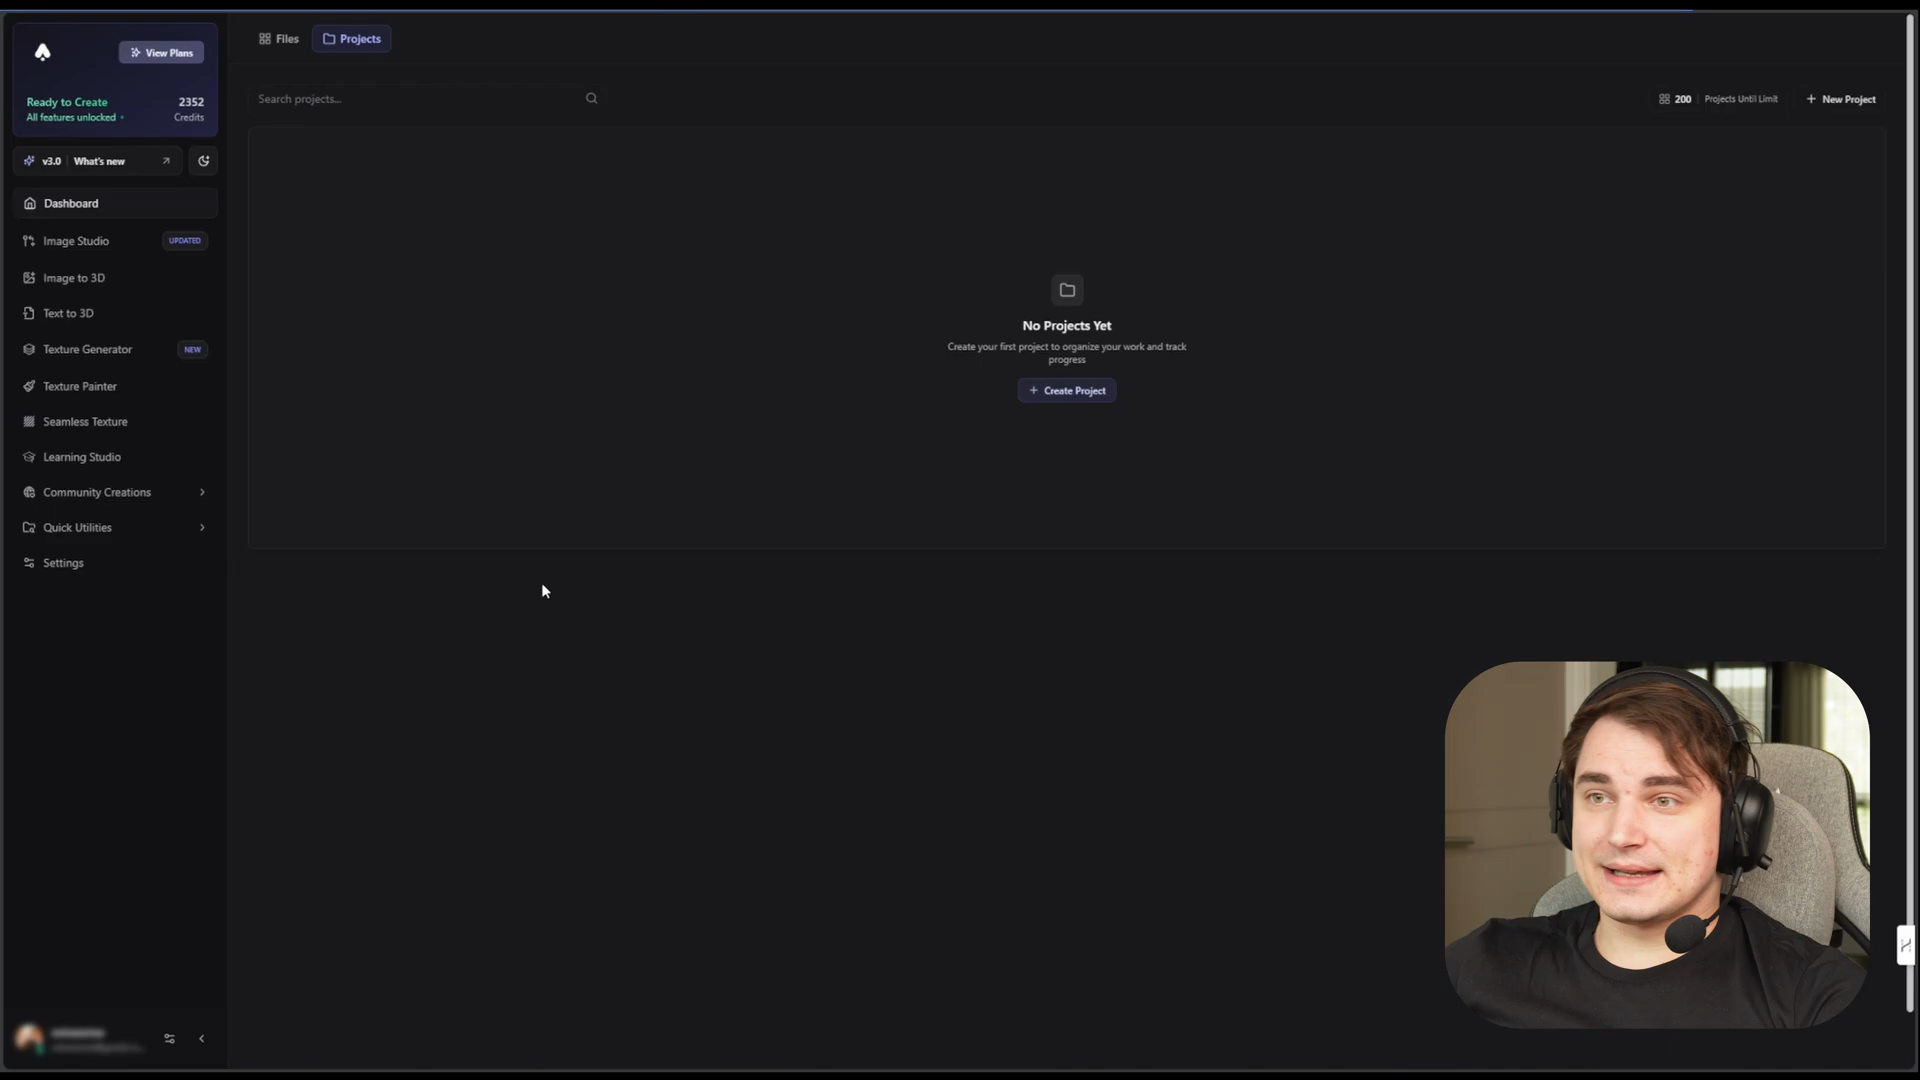 View Plans
Ready to Create
2352
All features unlocked
Credits
v3.0 | What's new
Dashboard
Image Studio
UPDATED
Image to 3D
Text to 3D
Texture Generator
NEW
Texture Painter
Seamless Texture
Learning Studio
Community Creations
Quick Utilities
Settings
Files
Projects
Search projects...
200 | Projects Until Limit
+ New Project
No Projects Yet
Create your first project to organize your work and track
progress
+ Create Project